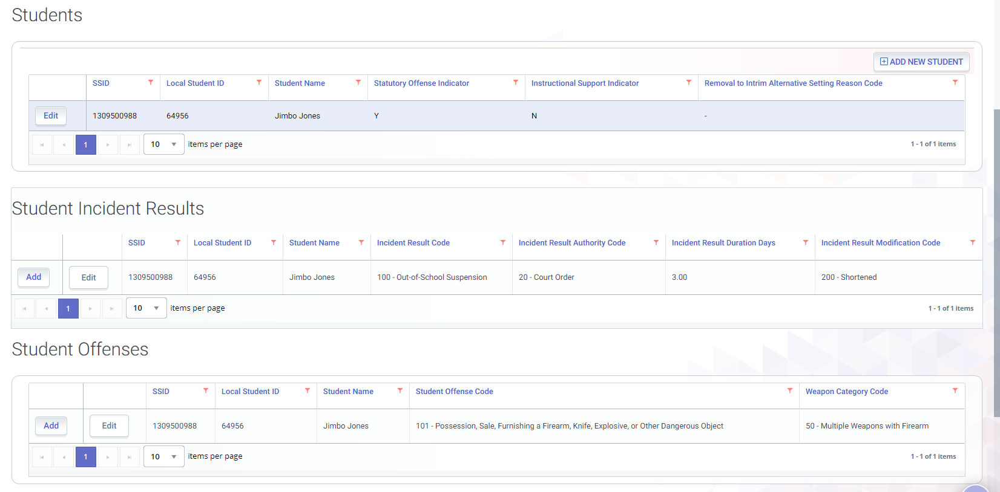 Students
ADD NEW STUDENT
SSID Local Student ID Student Name Statutory Offense Indicator Instructional Support Indicator Removal to Intrim Alternative Setting Reason Code
Edit 1309500988 64956 Jimbo Jones Y N -
1 10 items per page 1 - 1 of 1 items
Student Incident Results
SSID Local Student ID Student Name Incident Result Code Incident Result Authority Code Incident Result Duration Days Incident Result Modification Code
Add Edit 1309500988 64956 Jimbo Jones 100 - Out-of-School Suspension 20 - Court Order 3.00 200 - Shortened
1 10 items per page 1 - 1 of 1 items
Student Offenses
SSID Local Student ID Student Name Student Offense Code Weapon Category Code
Add Edit 1309500988 64956 Jimbo Jones 101 - Possession, Sale, Furnishing a Firearm, Knife, Explosive, or Other Dangerous Object 50 - Multiple Weapons with Firearm
1 10 items per page 1 - 1 of 1 items